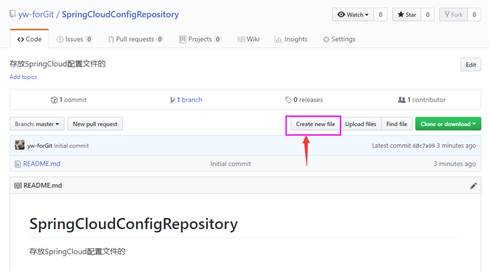 yw-forGit / SpringCloudConfigRepository
Watch 0 Star 0 Fork 0
Code Issues 0 Pull requests 0 Projects 0 Wiki Insights Settings
存放SpringCloud配置文件的 Edit
Add topics
1 commit 1 branch 0 releases 1 contributor
Branch: master New pull request Create new file Upload files Find file Clone or download
yw-forGit Initial commit Latest commit 68c7a99 3 minutes ago
README.md Initial commit 3 minutes ago
README.md
SpringCloudConfigRepository
存放SpringCloud配置文件的